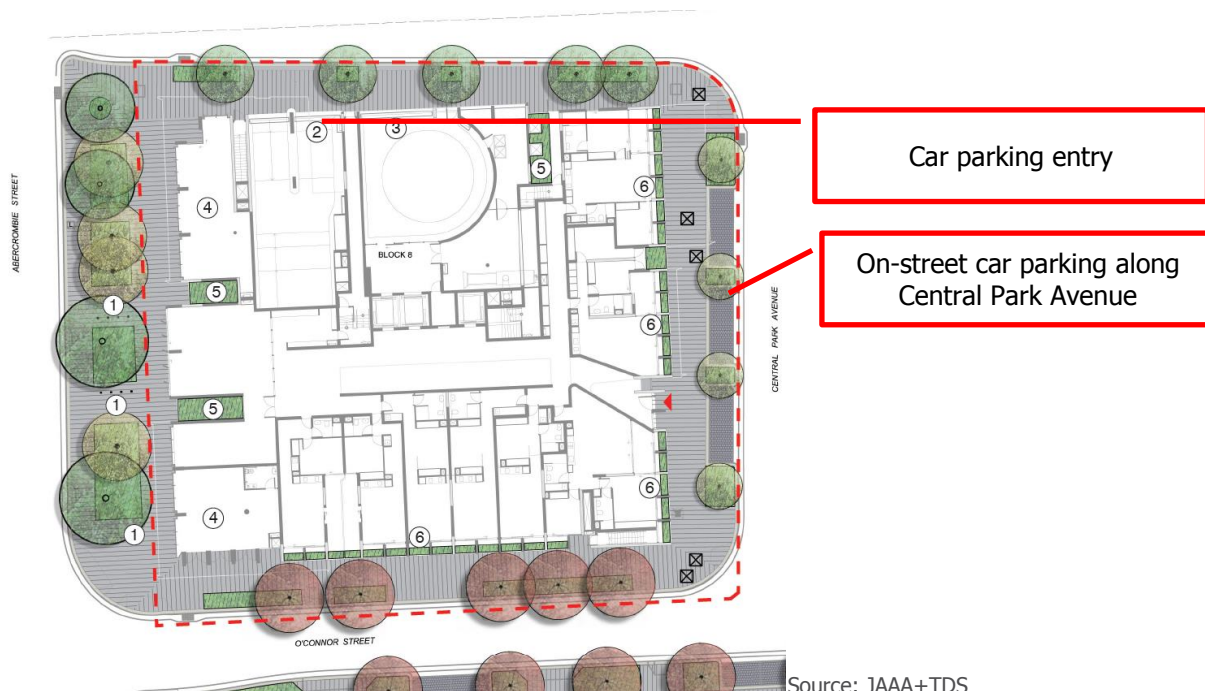 ABERCROMBIE STREET
2
3
Car parking entry
5
6
4
BLOCK 8
On-street car parking along
Central Park Avenue
5
1
6
CENTRAL PARK AVENUE
1
5
6
4
1
6
O'CONNOR STREET
Source: JAAA+TDS